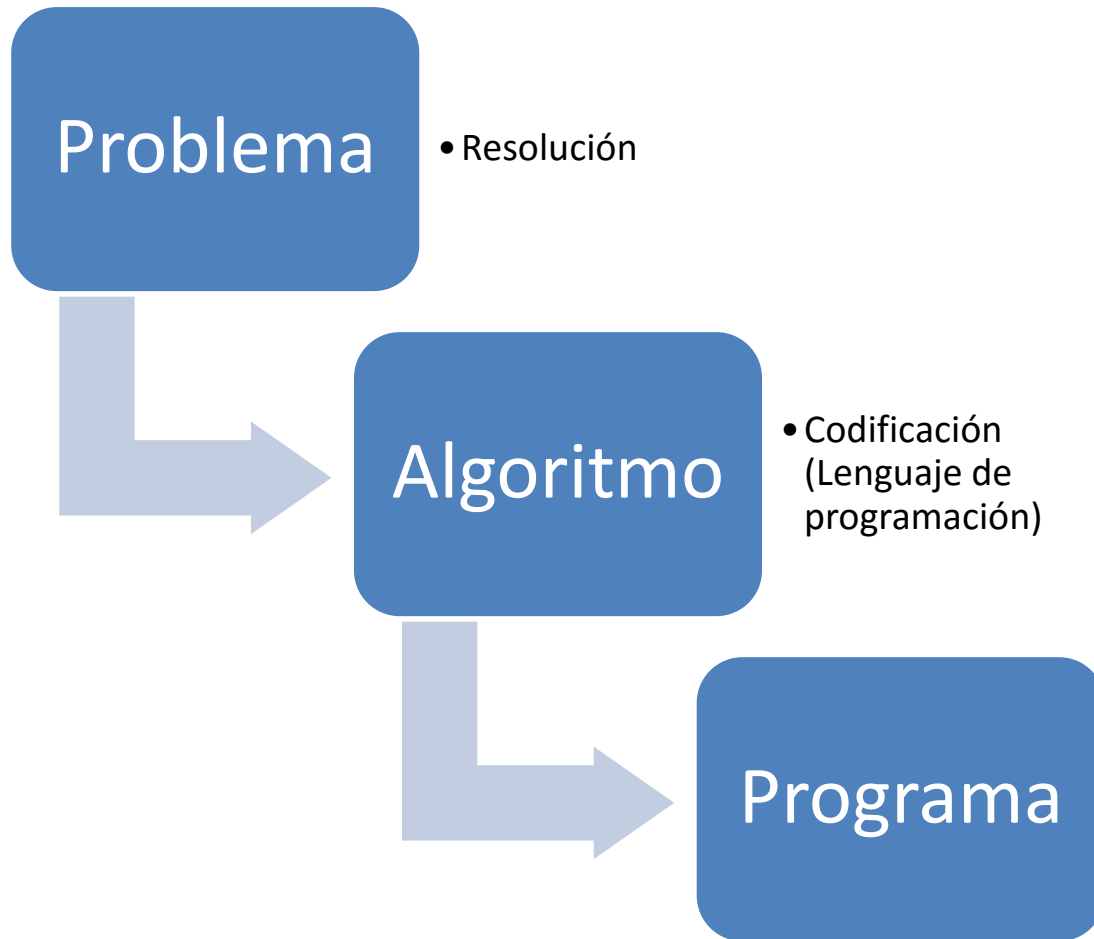 Problema
• Resolución
Algoritmo
• Codificación
(Lenguaje de
programación)
Programa